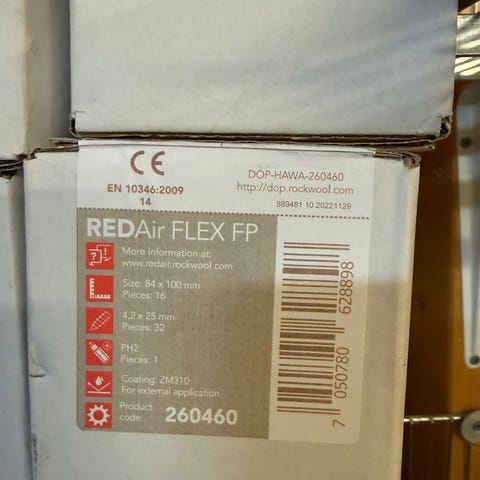 CE
EN 10346:2009
14
DOP-HAWA-260460
http://dop.rockwool.com
889481 10 20221129
REDAir FLEX FP
More information at:
www.redair.rockwool.com
Size: 84 x 100 mm
Pieces: 16
4,2 x 25 mm
Pieces: 32
PH2
Pieces: 1
Coating: ZM310
For external application
Product
code: 260460
7 050780 628898